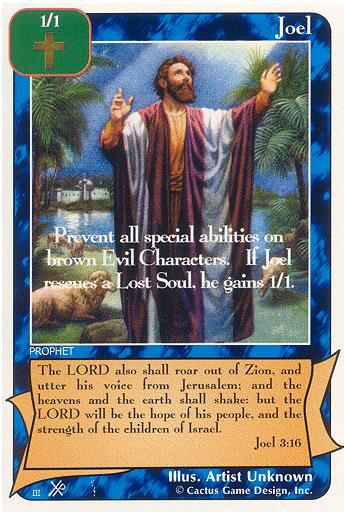 1/1
Joel
Prevent all special abilities on
brown Evil Characters. If Joel
rescues a Lost Soul, he gains 1/1.
PROPHET
The LORD also shall roar out of Zion, and
utter his voice from Jerusalem; and the
heavens and the earth shall shake: but the
LORD will be the hope of his people, and the
strength of the children of Israel.
Joel 3:16
Illus. Artist Unknown
III
© Cactus Game Design, Inc.